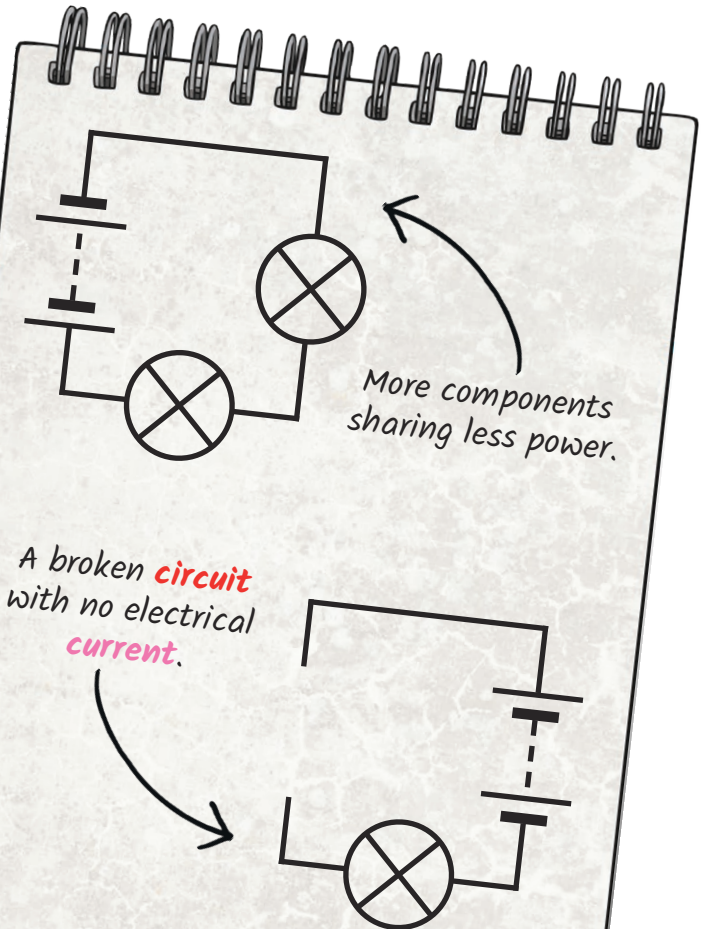 More components
sharing less power.
A broken circuit
with no electrical
current.